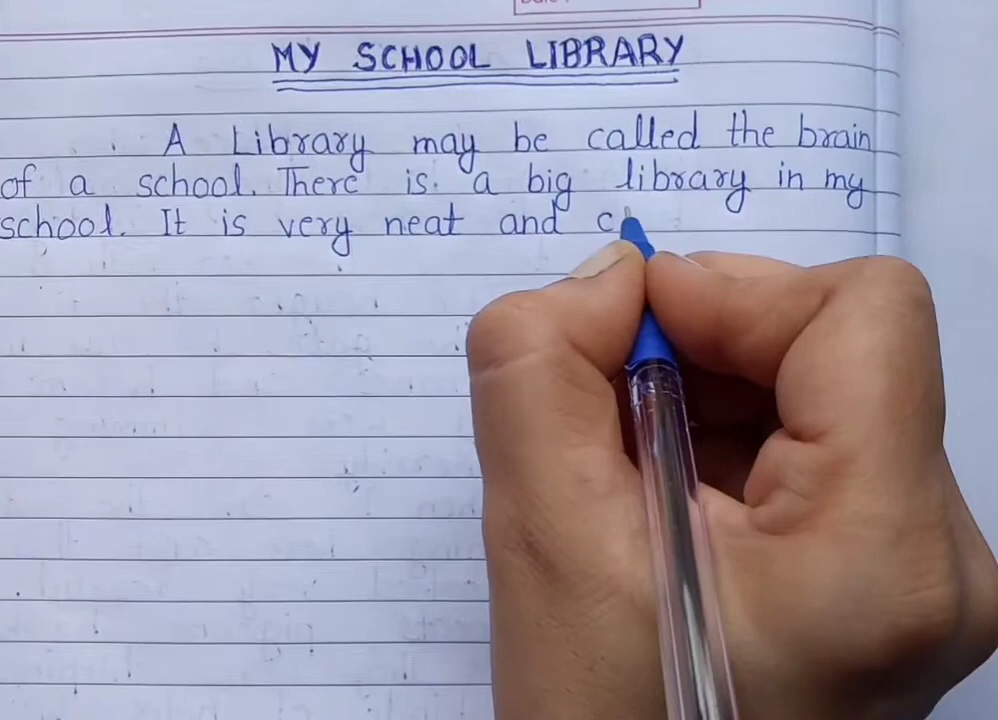 MY SCHOOL LIBRARY
A Library may be called the brain
of a school. There is a big library in my
school. It is very neat and c